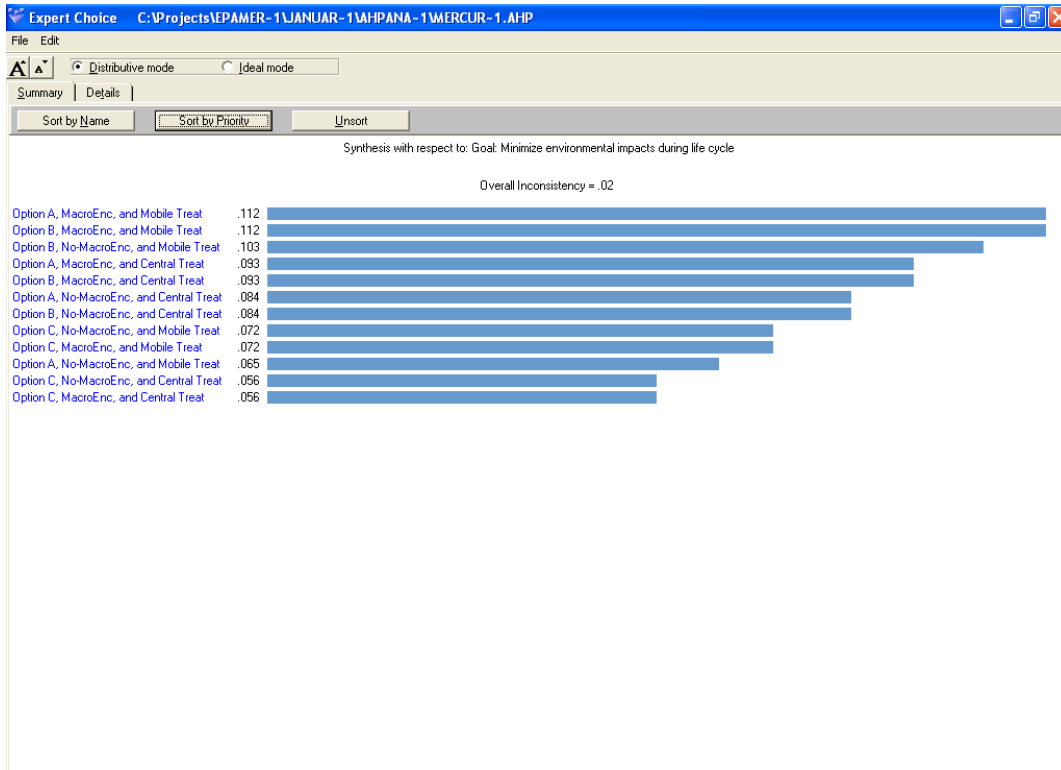 Expert Choice C:\Projects\EPAMER~1\JANUAR~1\AHPANA~1\MERCUR~1.AHP
File Edit
A A Distributive mode Ideal mode
Summary Details
Sort by Name Sort by Priority Unsort
Synthesis with respect to: Goal: Minimize environmental impacts during life cycle
Overall Inconsistency = .02
Option A, MacroEnc, and Mobile Treat .112
Option B, MacroEnc, and Mobile Treat .112
Option B, No-MacroEnc, and Mobile Treat .103
Option A, MacroEnc, and Central Treat .093
Option B, MacroEnc, and Central Treat .093
Option A, No-MacroEnc, and Central Treat .084
Option B, No-MacroEnc, and Central Treat .084
Option C, No-MacroEnc, and Mobile Treat .072
Option C, MacroEnc, and Mobile Treat .072
Option A, No-MacroEnc, and Mobile Treat .065
Option C, No-MacroEnc, and Central Treat .056
Option C, MacroEnc, and Central Treat .056